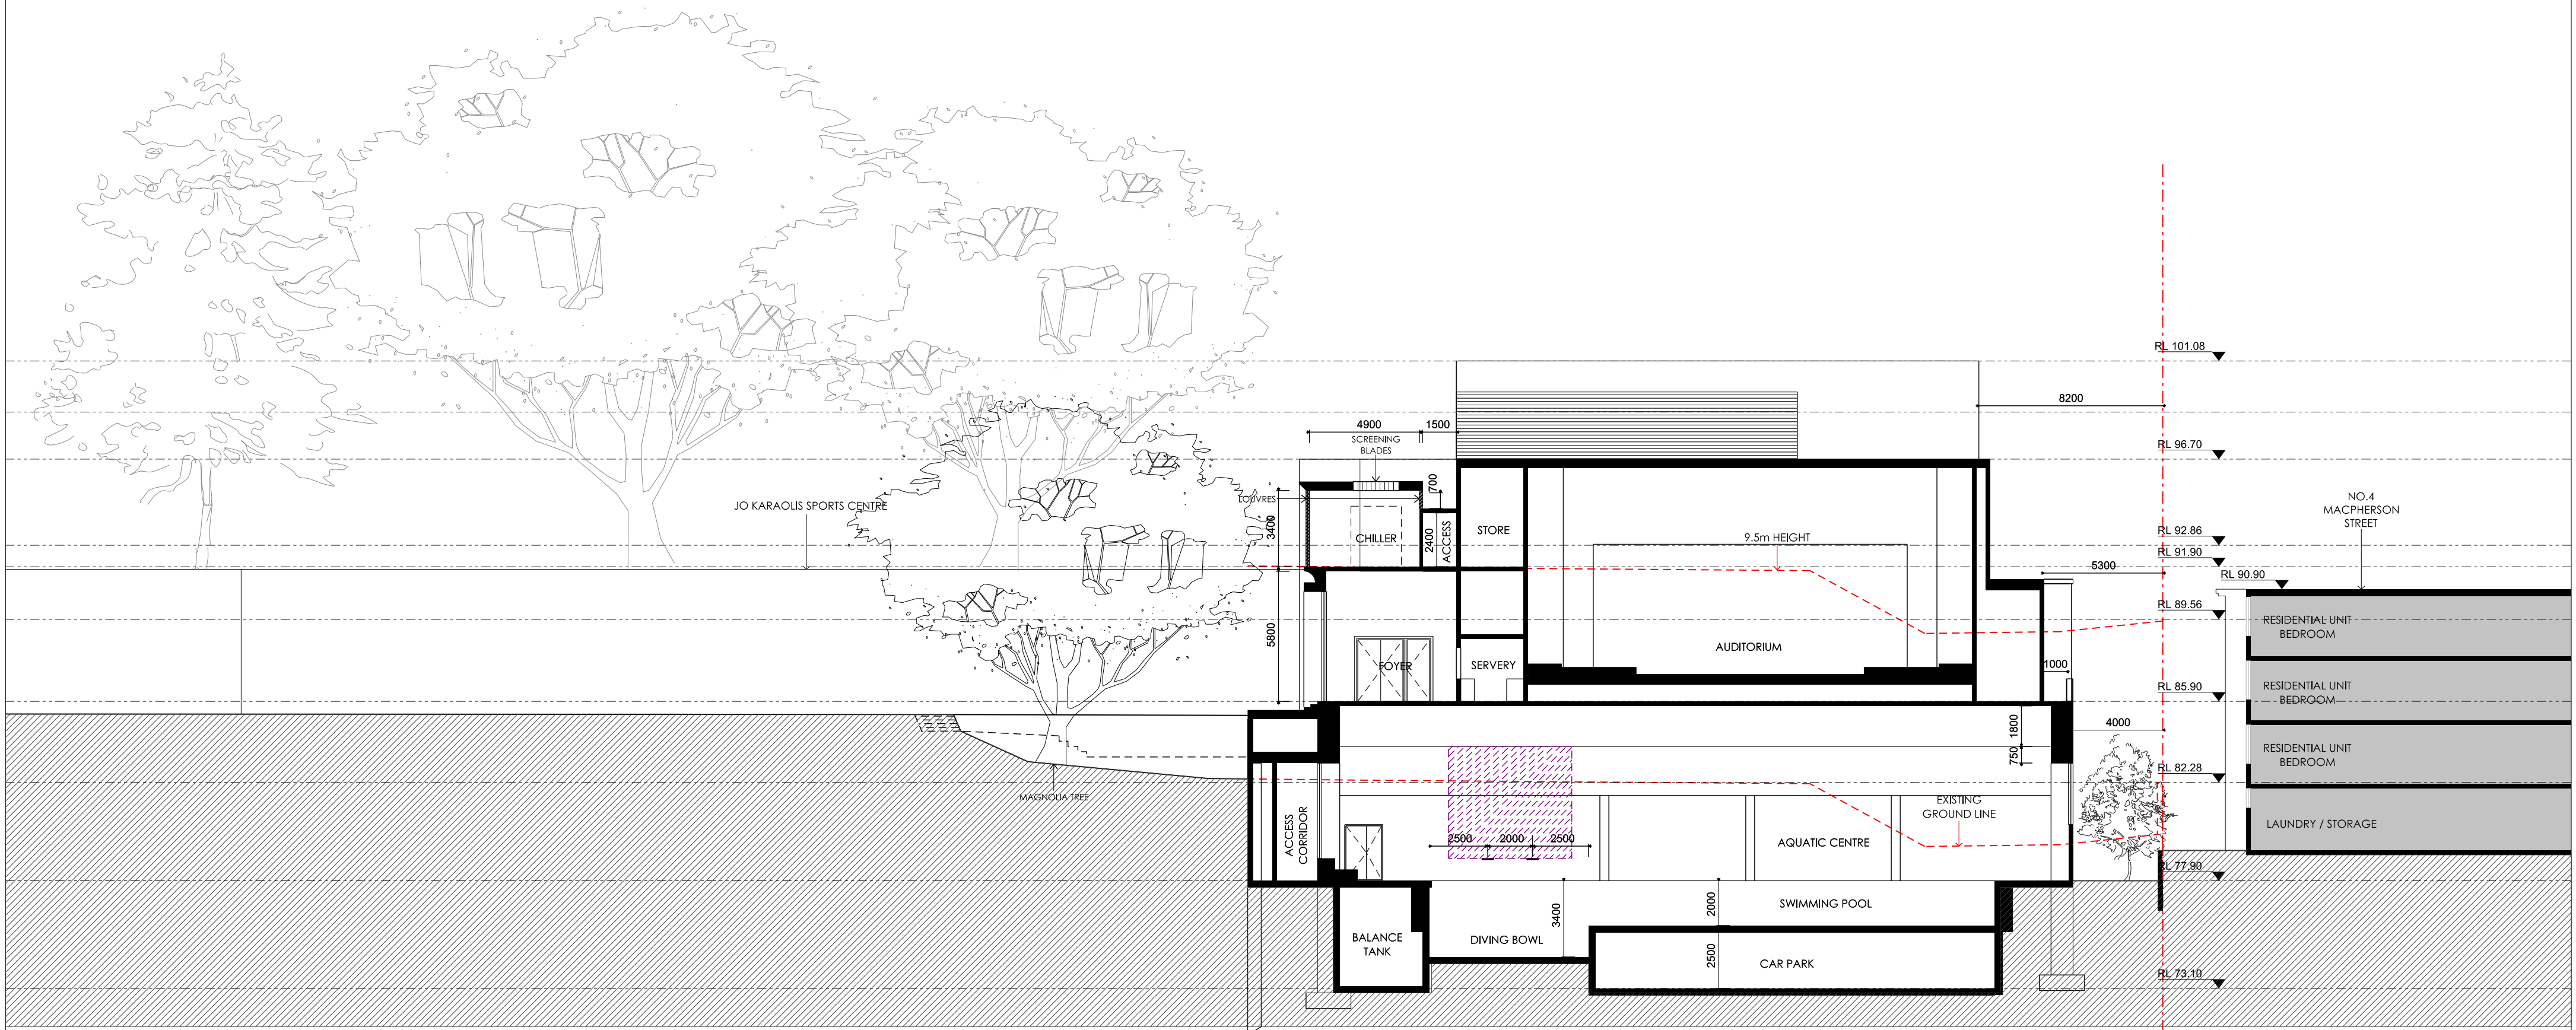 RL 101.08
8200
4900
1500
SCREENING
BLADES
RL 96.70
700
LOUVRES
JO KARAOLIS SPORTS CENTRE
NO.4
MACPHERSON
STREET
3400
CHILLER
2400
ACCESS
STORE
9.5m HEIGHT
RL 92.86
RL 91.90
5300
RL 90.90
RL 89.56
RESIDENTIAL UNIT
BEDROOM
5800
FOYER
SERVERY
AUDITORIUM
1000
RL 85.90
RESIDENTIAL UNIT
BEDROOM
1800
4000
750
RESIDENTIAL UNIT
BEDROOM
RL 82.28
MAGNOLIA TREE
EXISTING
GROUND LINE
ACCESS
CORRIDOR
2500
2000
2500
AQUATIC CENTRE
LAUNDRY / STORAGE
RL 77.90
3400
2000
SWIMMING POOL
BALANCE
TANK
DIVING BOWL
2500
CAR PARK
RL 73.10